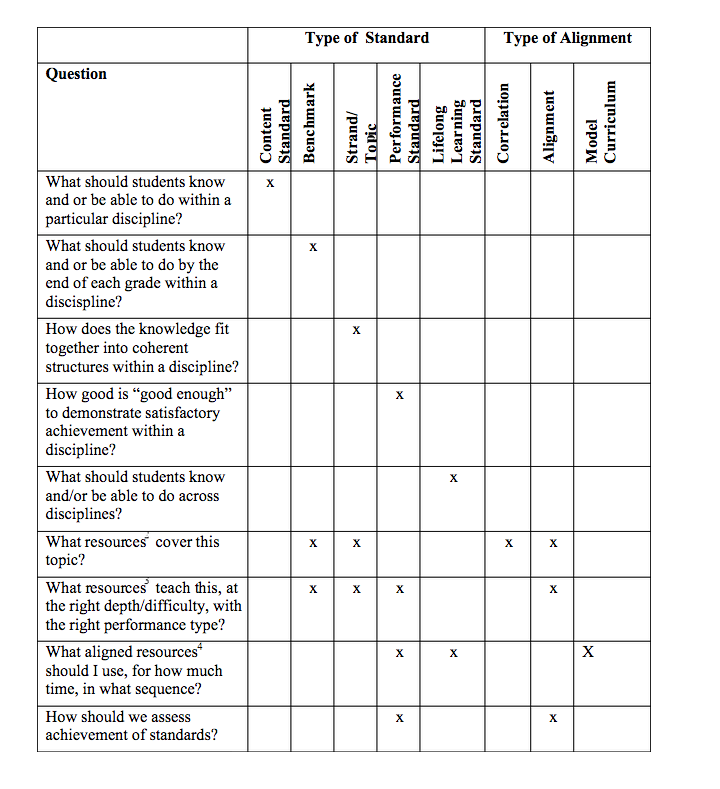 Type of Standard Type of Alignment
Question
Content
Standard
Benchmark
Strand/
Topic
Performance
Standard
Lifelong
Learning
Standard
Correlation
Alignment
Model
Curriculum
What should students know x
and or be able to do within a
particular discipline?
What should students know x
and or be able to do by the
end of each grade within a
discispline?
How does the knowledge fit x
together into coherent
structures within a discipline?
How good is “good enough” x
to demonstrate satisfactory
achievement within a
discipline?
What should students know x
and/or be able to do across
disciplines?
What resources cover this x x x x
topic?
What resources teach this, at x x x x
the right depth/difficulty, with
the right performance type?
What aligned resources4 x x X
should I use, for how much
time, in what sequence?
How should we assess x x
achievement of standards?